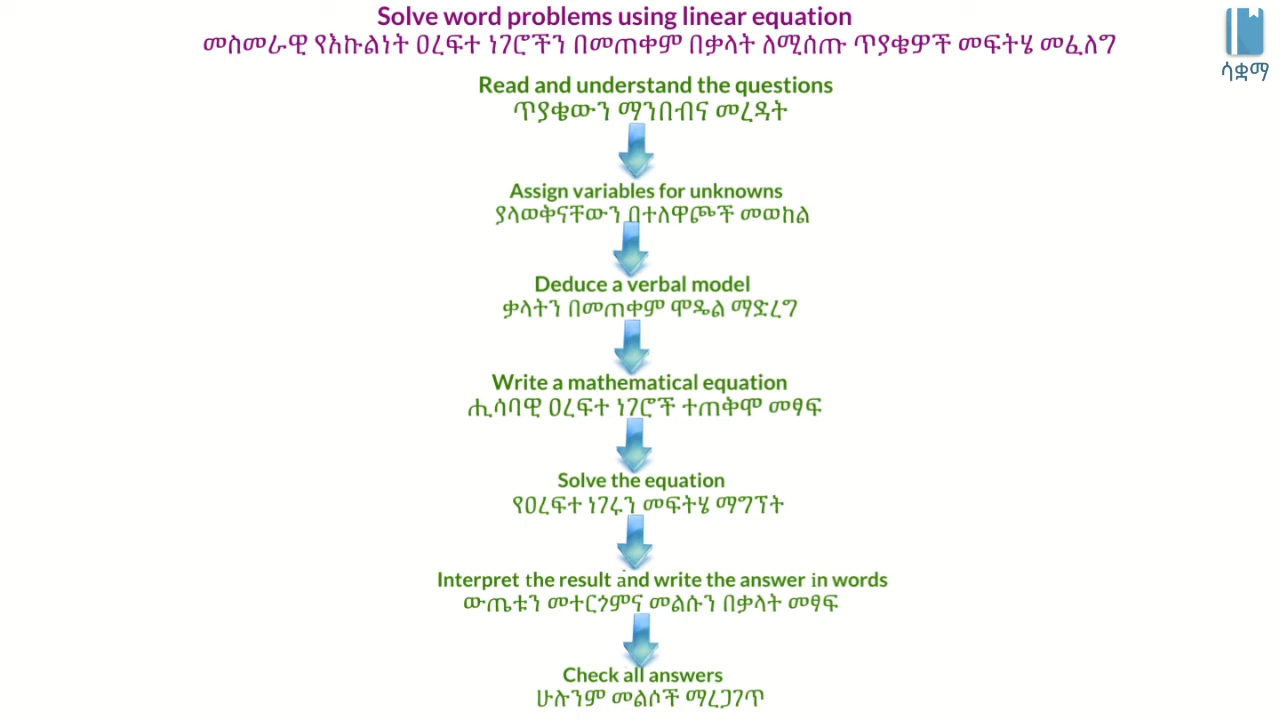 Solve word problems using linear equation
መስመራዊ የእኩልነት ዐረፍተ ነገሮችን በመጠቀም በቃላት ለሚሰጡ ጥያቄዎች መፍትሄ መፈለግ
ሳቋማ
Read and understand the questions
ጥያቄውን ማንበብና መረዳት
Assign variables for unknowns
ያላወቅናቸውን በተለዋጮች መወከል
Deduce a verbal model
ቃላትን በመጠቀም ሞዴል ማድረግ
Write a mathematical equation
ሒሳባዊ ዐረፍተ ነገሮች ተጠቅሞ መፃፍ
Solve the equation
የዐረፍተ ነገሩን መፍትሄ ማግኘት
Interpret the result and write the answer in words
ውጤቱን መተርጎምና መልሱን በቃላት መፃፍ
Check all answers
ሁሉንም መልሶች ማረጋገጥ